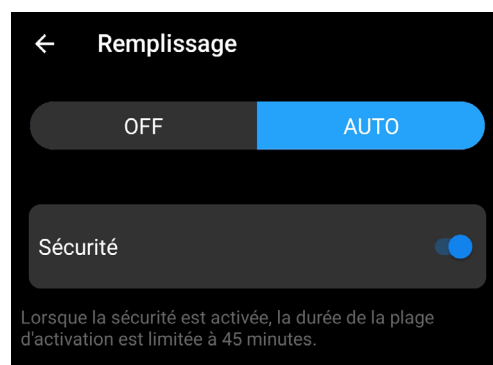 Remplissage
OFF
AUTO
Sécurité
Lorsque la sécurité est activée, la durée de la plage
d'activation est limitée à 45 minutes.